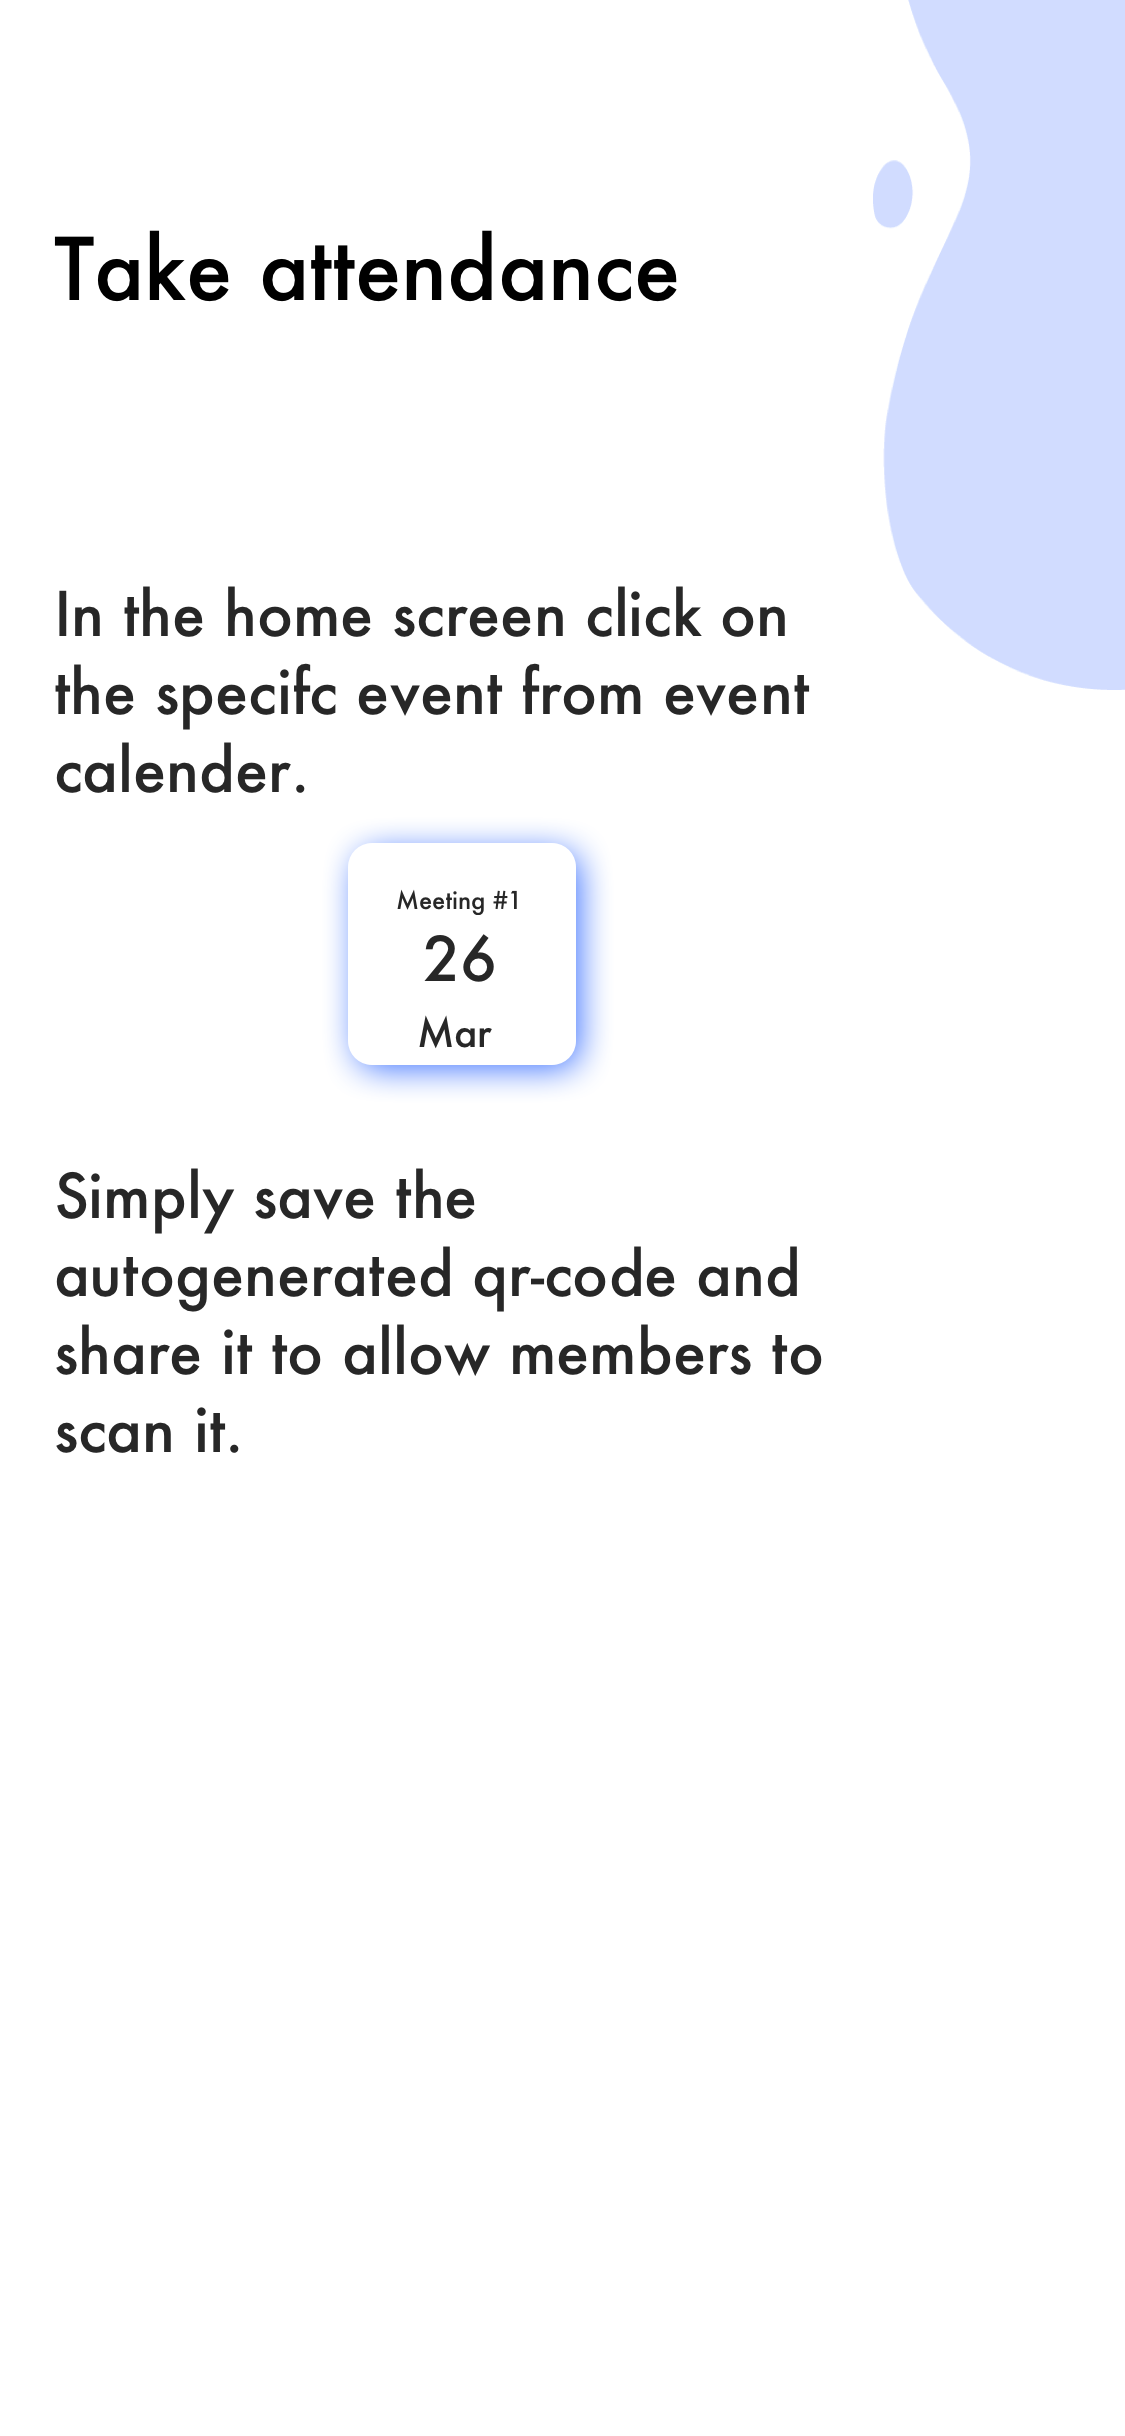 Take attendance
In the home screen click on
the specifc event from event
calender.
Meeting #1
26
Mar
Simply save the
autogenerated qr-code and
share it to allow members to
scan it.